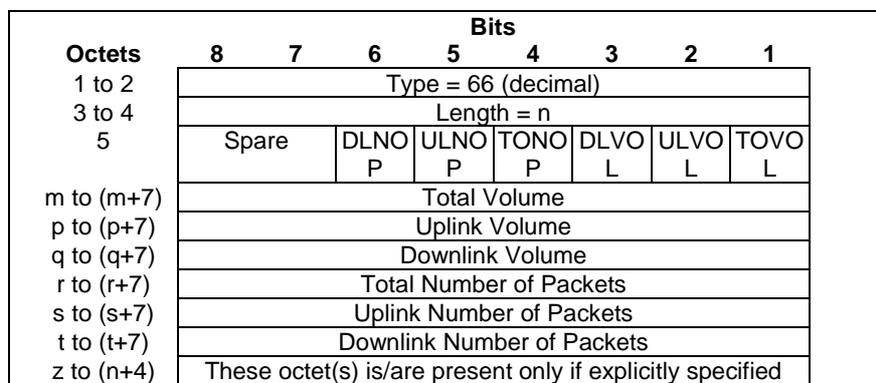 Bits
Octets 8 7 6 5 4 3 2 1
1 to 2 Type = 66 (decimal)
3 to 4 Length = n
5 Spare DLNO ULNO TONO DLVO ULVO TOVO
P P P L L L
m to (m+7) Total Volume
p to (p+7) Uplink Volume
q to (q+7) Downlink Volume
r to (r+7) Total Number of Packets
s to (s+7) Uplink Number of Packets
t to (t+7) Downlink Number of Packets
z to (n+4) These octet(s) is/are present only if explicitly specified